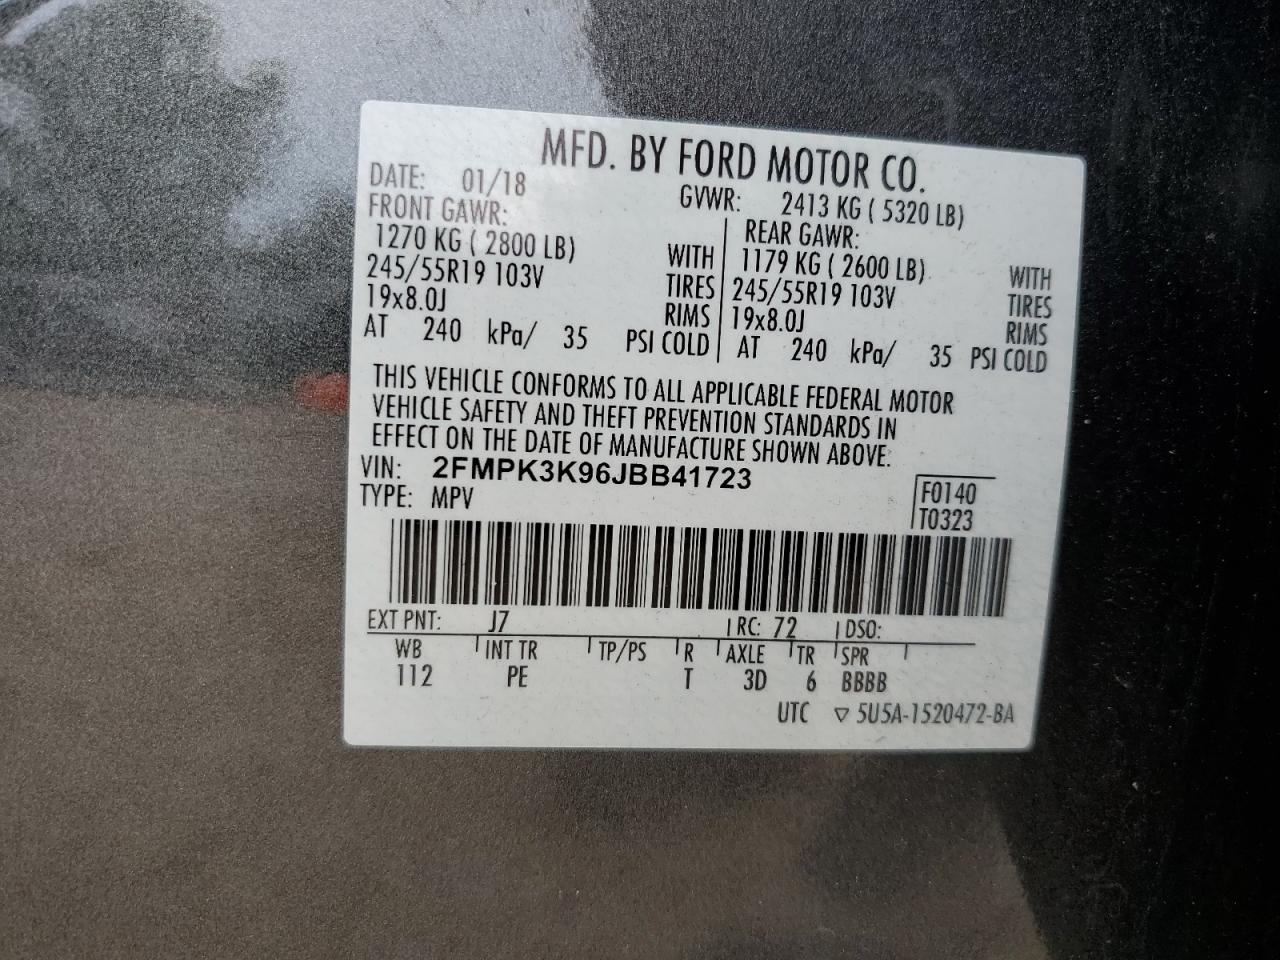 MFD. BY FORD MOTOR CO.
DATE: 01/18 GVWR: 2413 KG ( 5320 LB)
FRONT GAWR: REAR GAWR:
1270 KG ( 2800 LB) WITH 1179 KG ( 2600 LB) WITH
245/55R19 103V TIRES 245/55R19 103V TIRES
19x8.0J RIMS 19x8.0J RIMS
AT 240 kPa/ 35 PSI COLD AT 240 kPa/ 35 PSI COLD
THIS VEHICLE CONFORMS TO ALL APPLICABLE FEDERAL MOTOR
VEHICLE SAFETY AND THEFT PREVENTION STANDARDS IN
EFFECT ON THE DATE OF MANUFACTURE SHOWN ABOVE.
VIN: 2FMPK3K96JBB41723
TYPE: MPV
F0140
T0323
EXT PNT: J7 RC: 72 DSO:
WB INT TR TP/PS R AXLE TR SPR
112 PE T 3D 6 BBBB
UTC ▽ 5U5A-1520472-BA